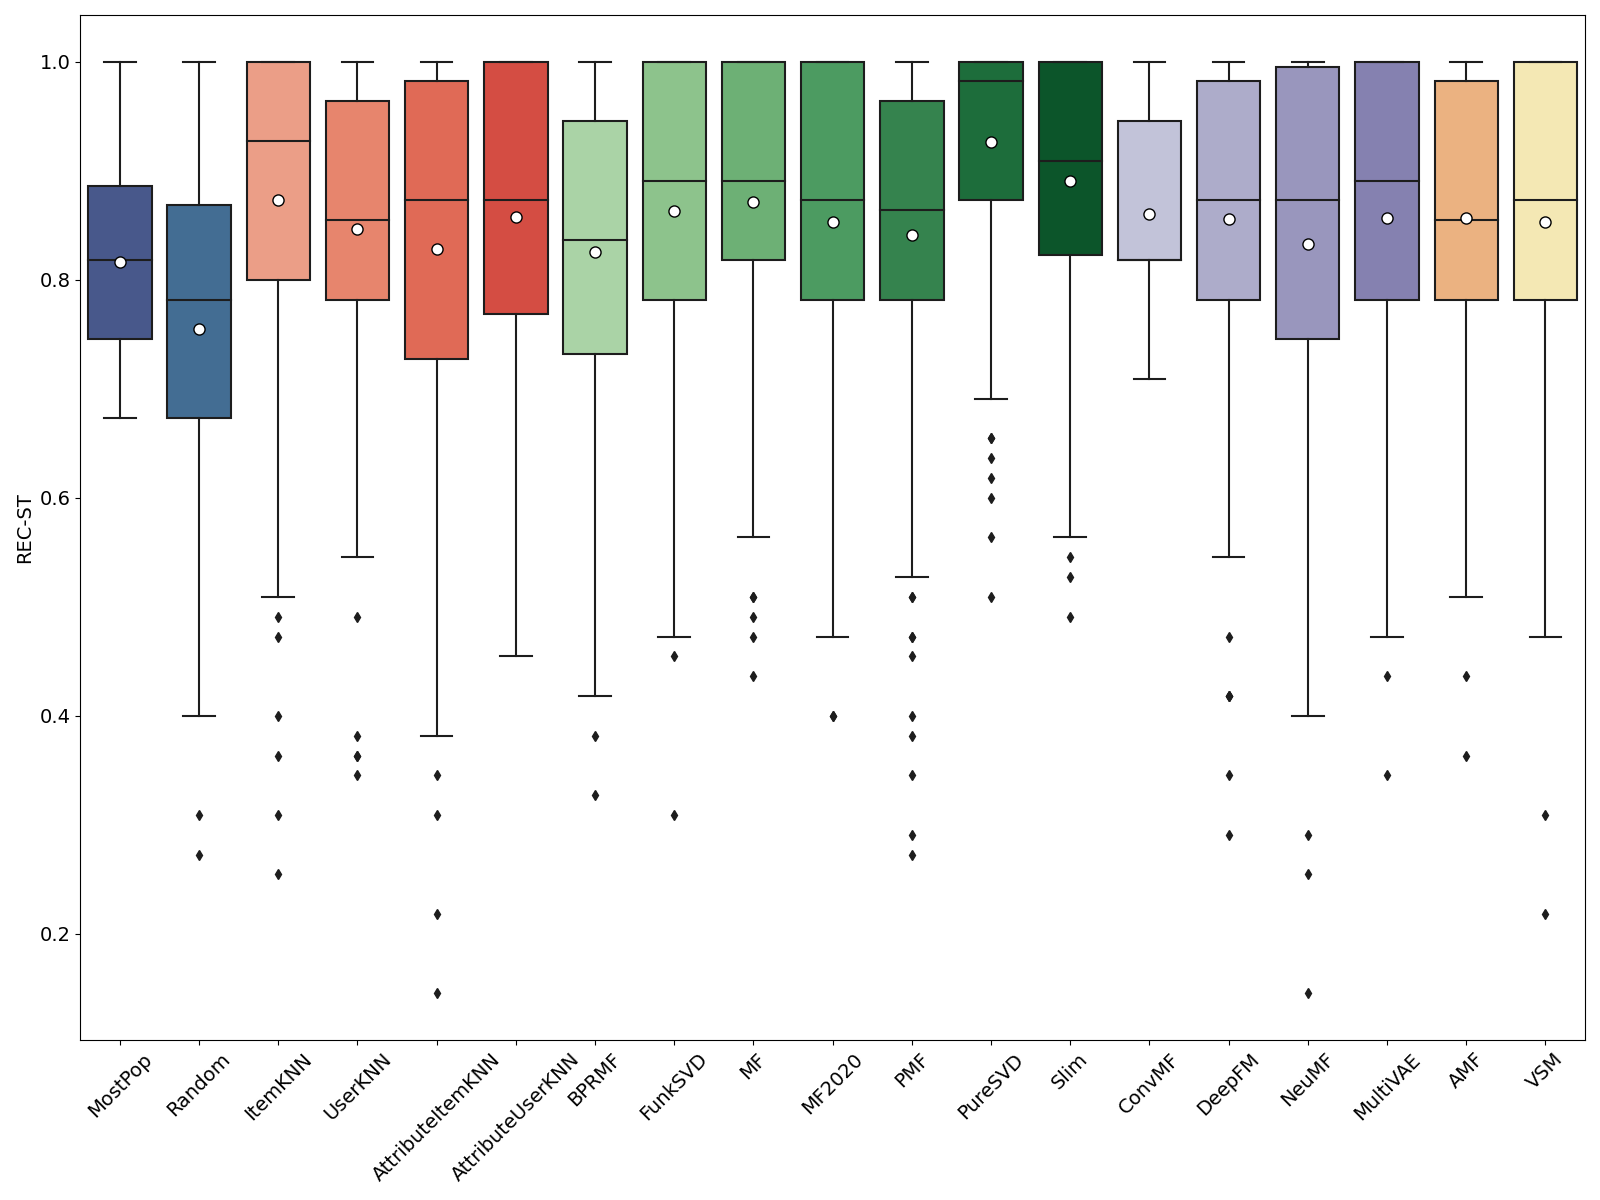 1.0
0.8
0.6
0.4
0.2
REC-ST
MostPop
Random
ItemKNN
UserKNN
AttributeItemKNN
AttributeUserKNN
BPRMF
FunkSVD
MF
MF2020
PMF
PureSVD
Slim
ConvMF
DeepFM
NeuMF
MultiVAE
AMF
VSM